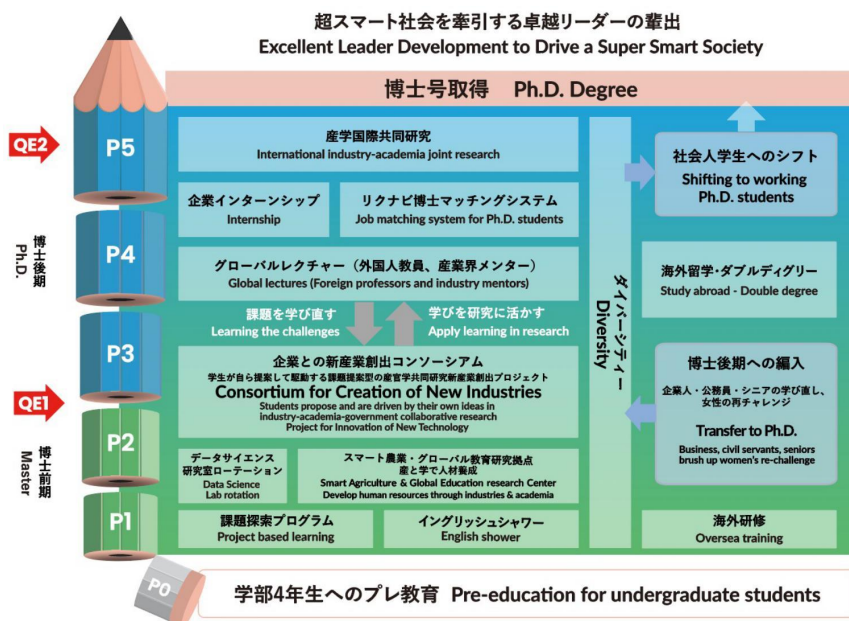 超スマート社会を牽引する卓越リーダーの輩出
Excellent Leader Development to Drive a Super Smart Society
博士号取得 Ph.D. Degree
QE2
P5
産学国際共同研究
International industry-academia joint research
社会人学生へのシフト
Shifting to working
Ph.D. students
企業インターンシップ
Internship
リクナビ博士マッチングシステム
Job matching system for Ph.D. students
博士後期
Ph.D.
P4
グローバルレクチャー（外国人教員、産業界メンター）
Global lectures (Foreign professors and industry mentors)
海外留学・ダブルディグリー
Study abroad - Double degree
ダイバーシティー
Diversity
課題を学び直す
Learning the challenges
学びを研究に活かす
Apply learning in research
P3
企業との新産業創出コンソーシアム
学生が自ら提案して駆動する課題提案型の産官学共同研究新産業創出プロジェクト
Consortium for Creation of New Industries
Students propose and are driven by their own ideas in
industry-academia-government collaborative research
Project for Innovation of New Technology
博士後期への編入
企業人・公務員・シニアの学び直し、
女性の再チャレンジ
Transfer to Ph.D.
Business, civil servants, seniors
brush up women's re-challenge
QE1
P2
博士前期
Master
データサイエンス
研究室ローテーション
Data Science
Lab rotation
スマート農業・グローバル教育研究拠点
産と学で人材養成
Smart Agriculture & Global Education research Center
Develop human resources through industries & academia
P1
課題探索プログラム
Project based learning
イングリッシュシャワー
English shower
海外研修
Oversea training
P0
学部4年生へのプレ教育 Pre-education for undergraduate students